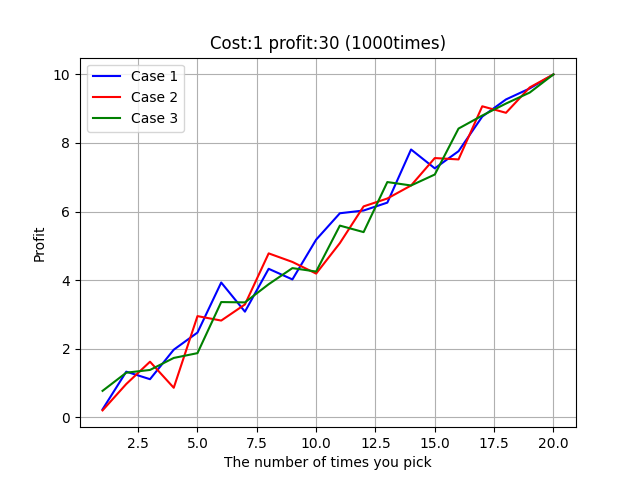 Cost:1 profit:30 (1000times)
Case 1
Case 2
Case 3
10
8
6
4
2
0
Profit
2.5 5.0 7.5 10.0 12.5 15.0 17.5 20.0
The number of times you pick